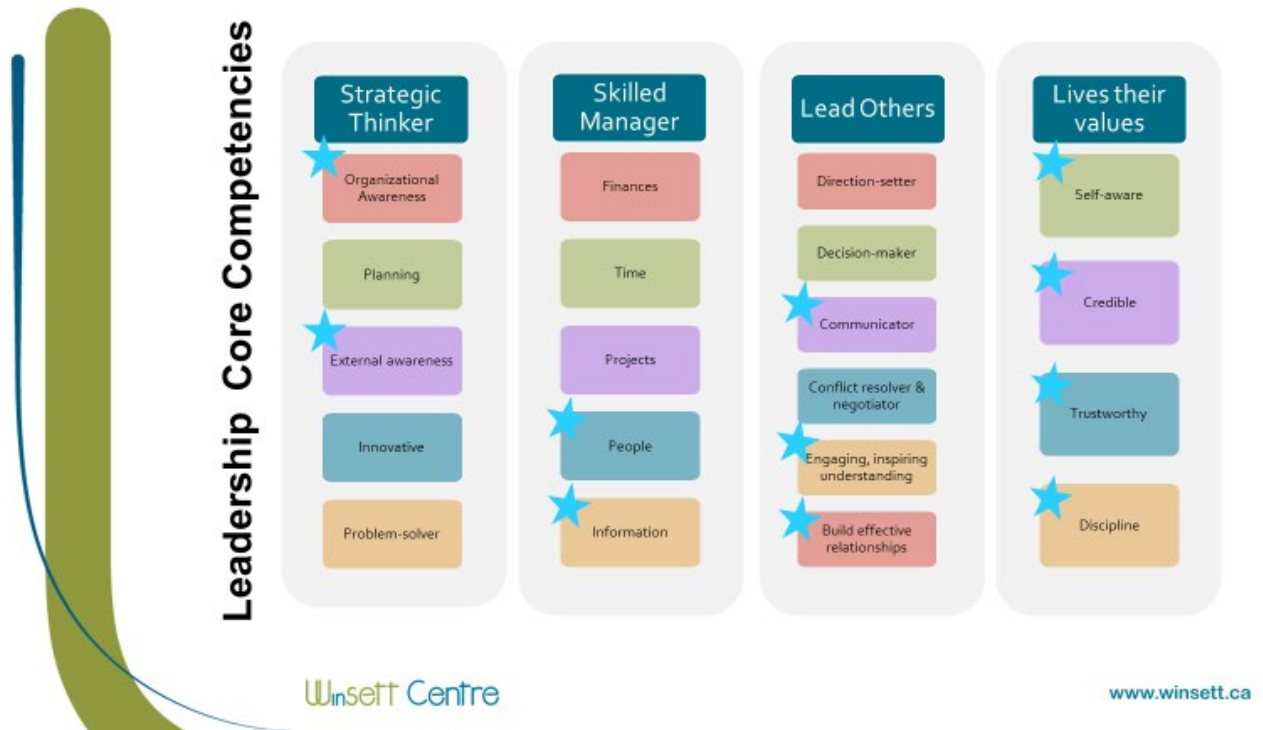 Leadership Core Competencies
Strategic
Thinker
Organizational
Awareness
Planning
External awareness
Innovative
Problem-solver
Skilled
Manager
Finances
Time
Projects
People
Information
Lead Others
Direction-setter
Decision-maker
Communicator
Conflict resolver &
negotiator
Engaging, inspiring
understanding
Build effective
relationships
Lives their
values
Self-aware
Credible
Trustworthy
Discipline
Winsett Centre
www.winsett.ca